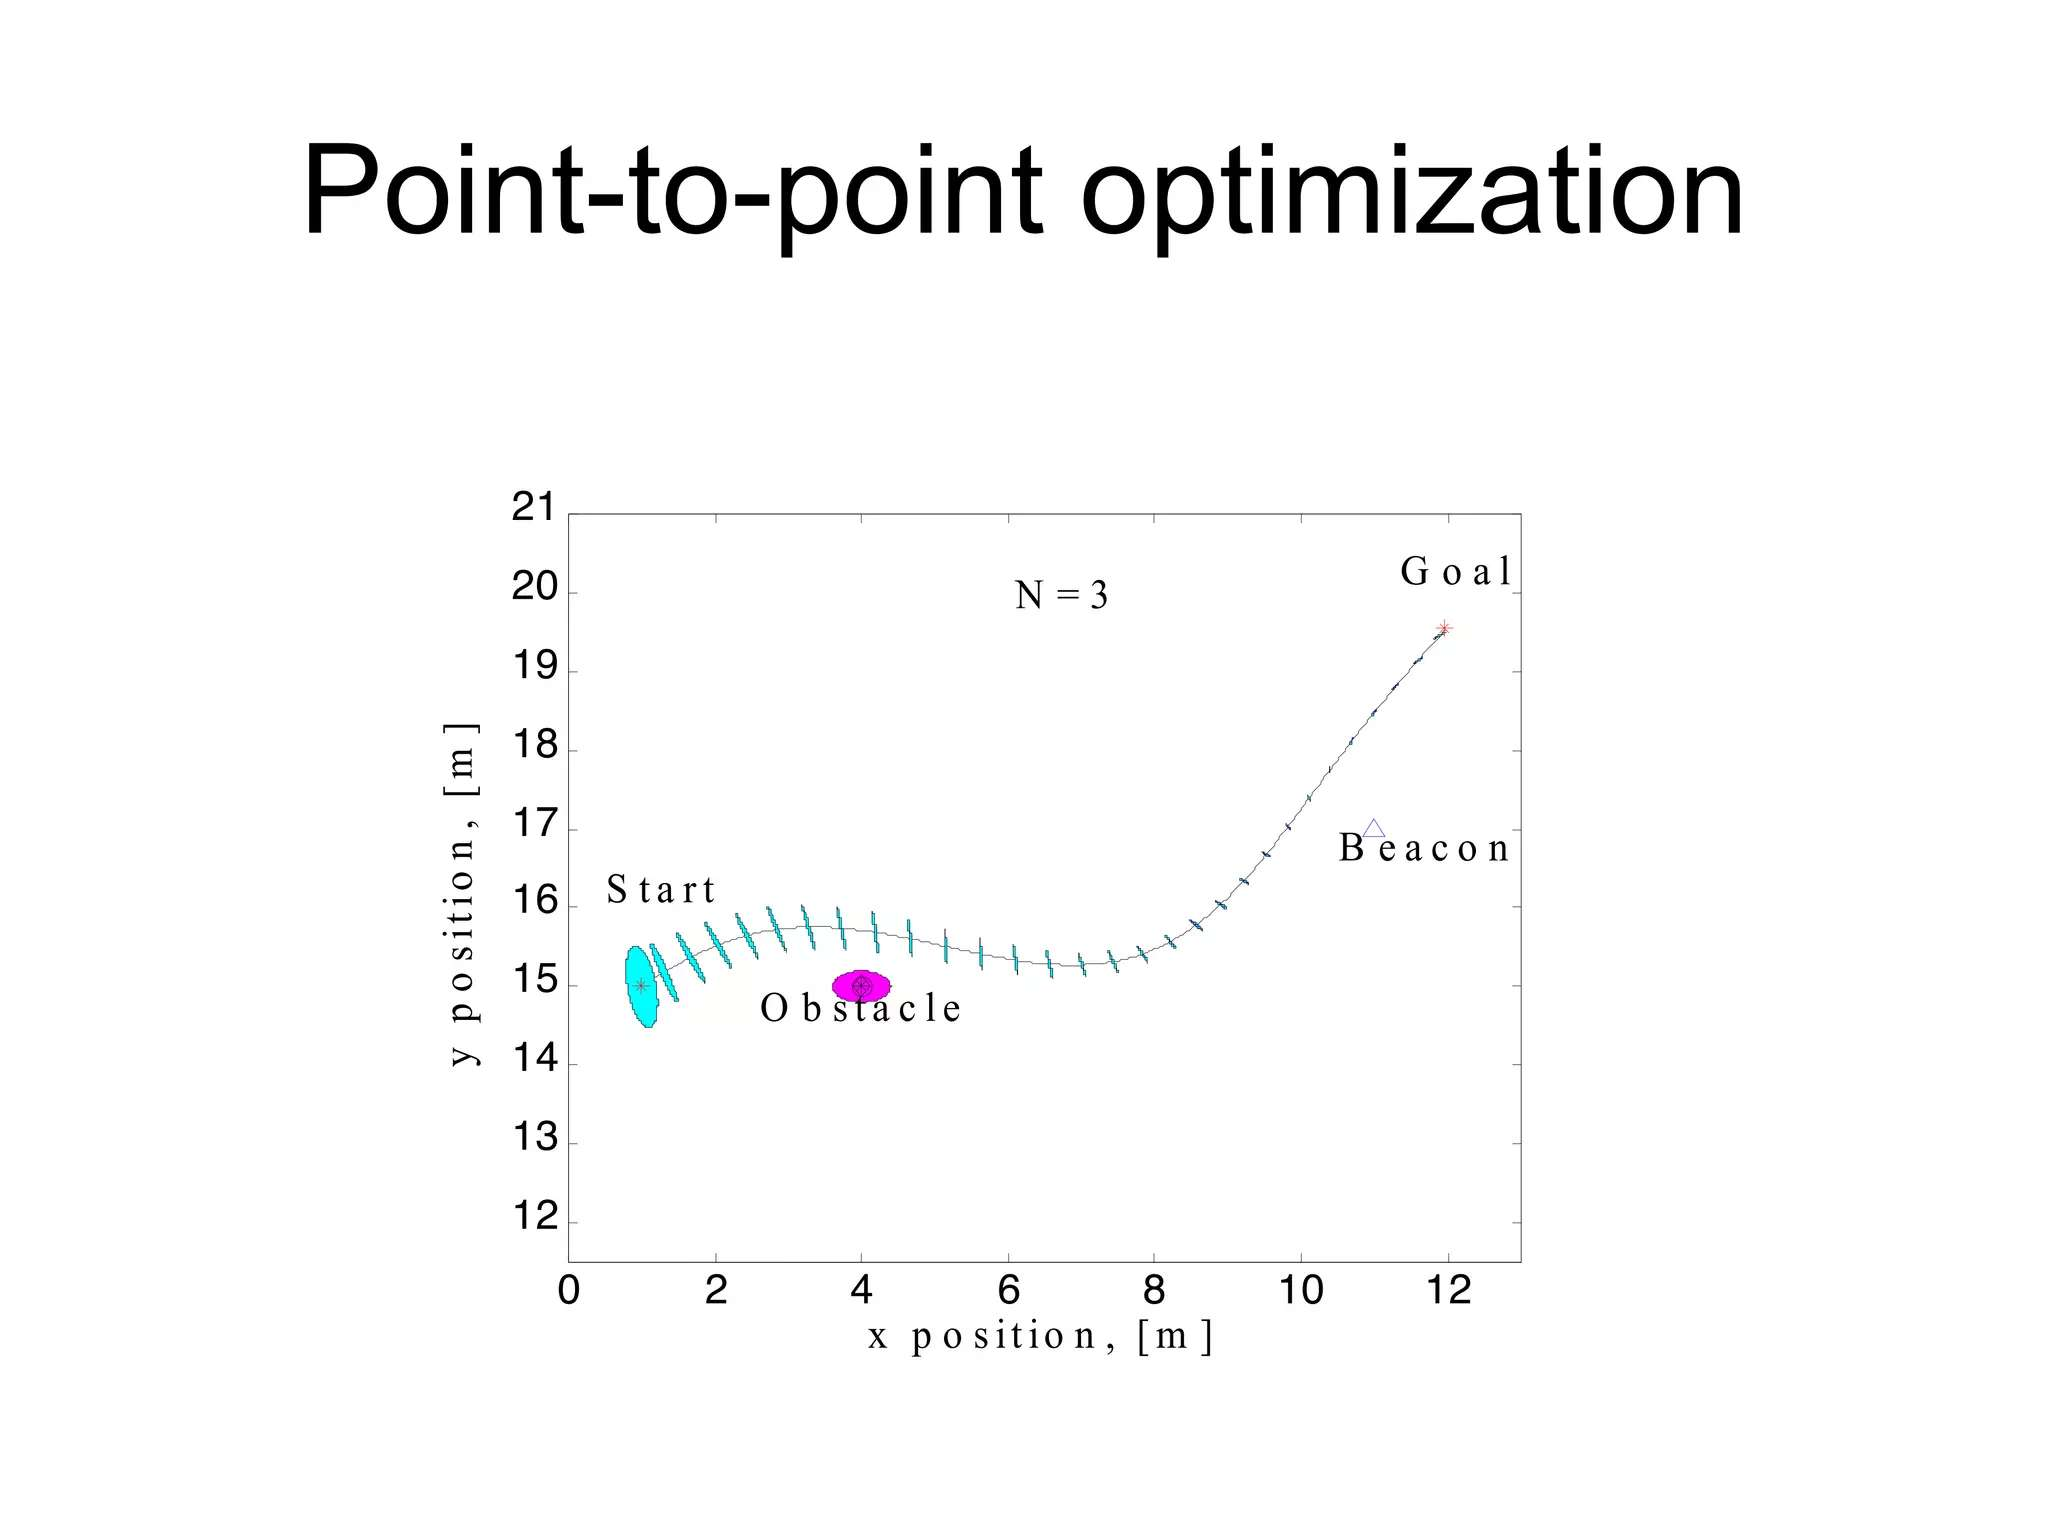 Point-to-point optimization
21
20
19
18
17
16
15
14
13
12
y position, [m]
N=3
Goal
Beacon
Start
Obstacle
0 2 4 6 8 10 12
x position, [m]